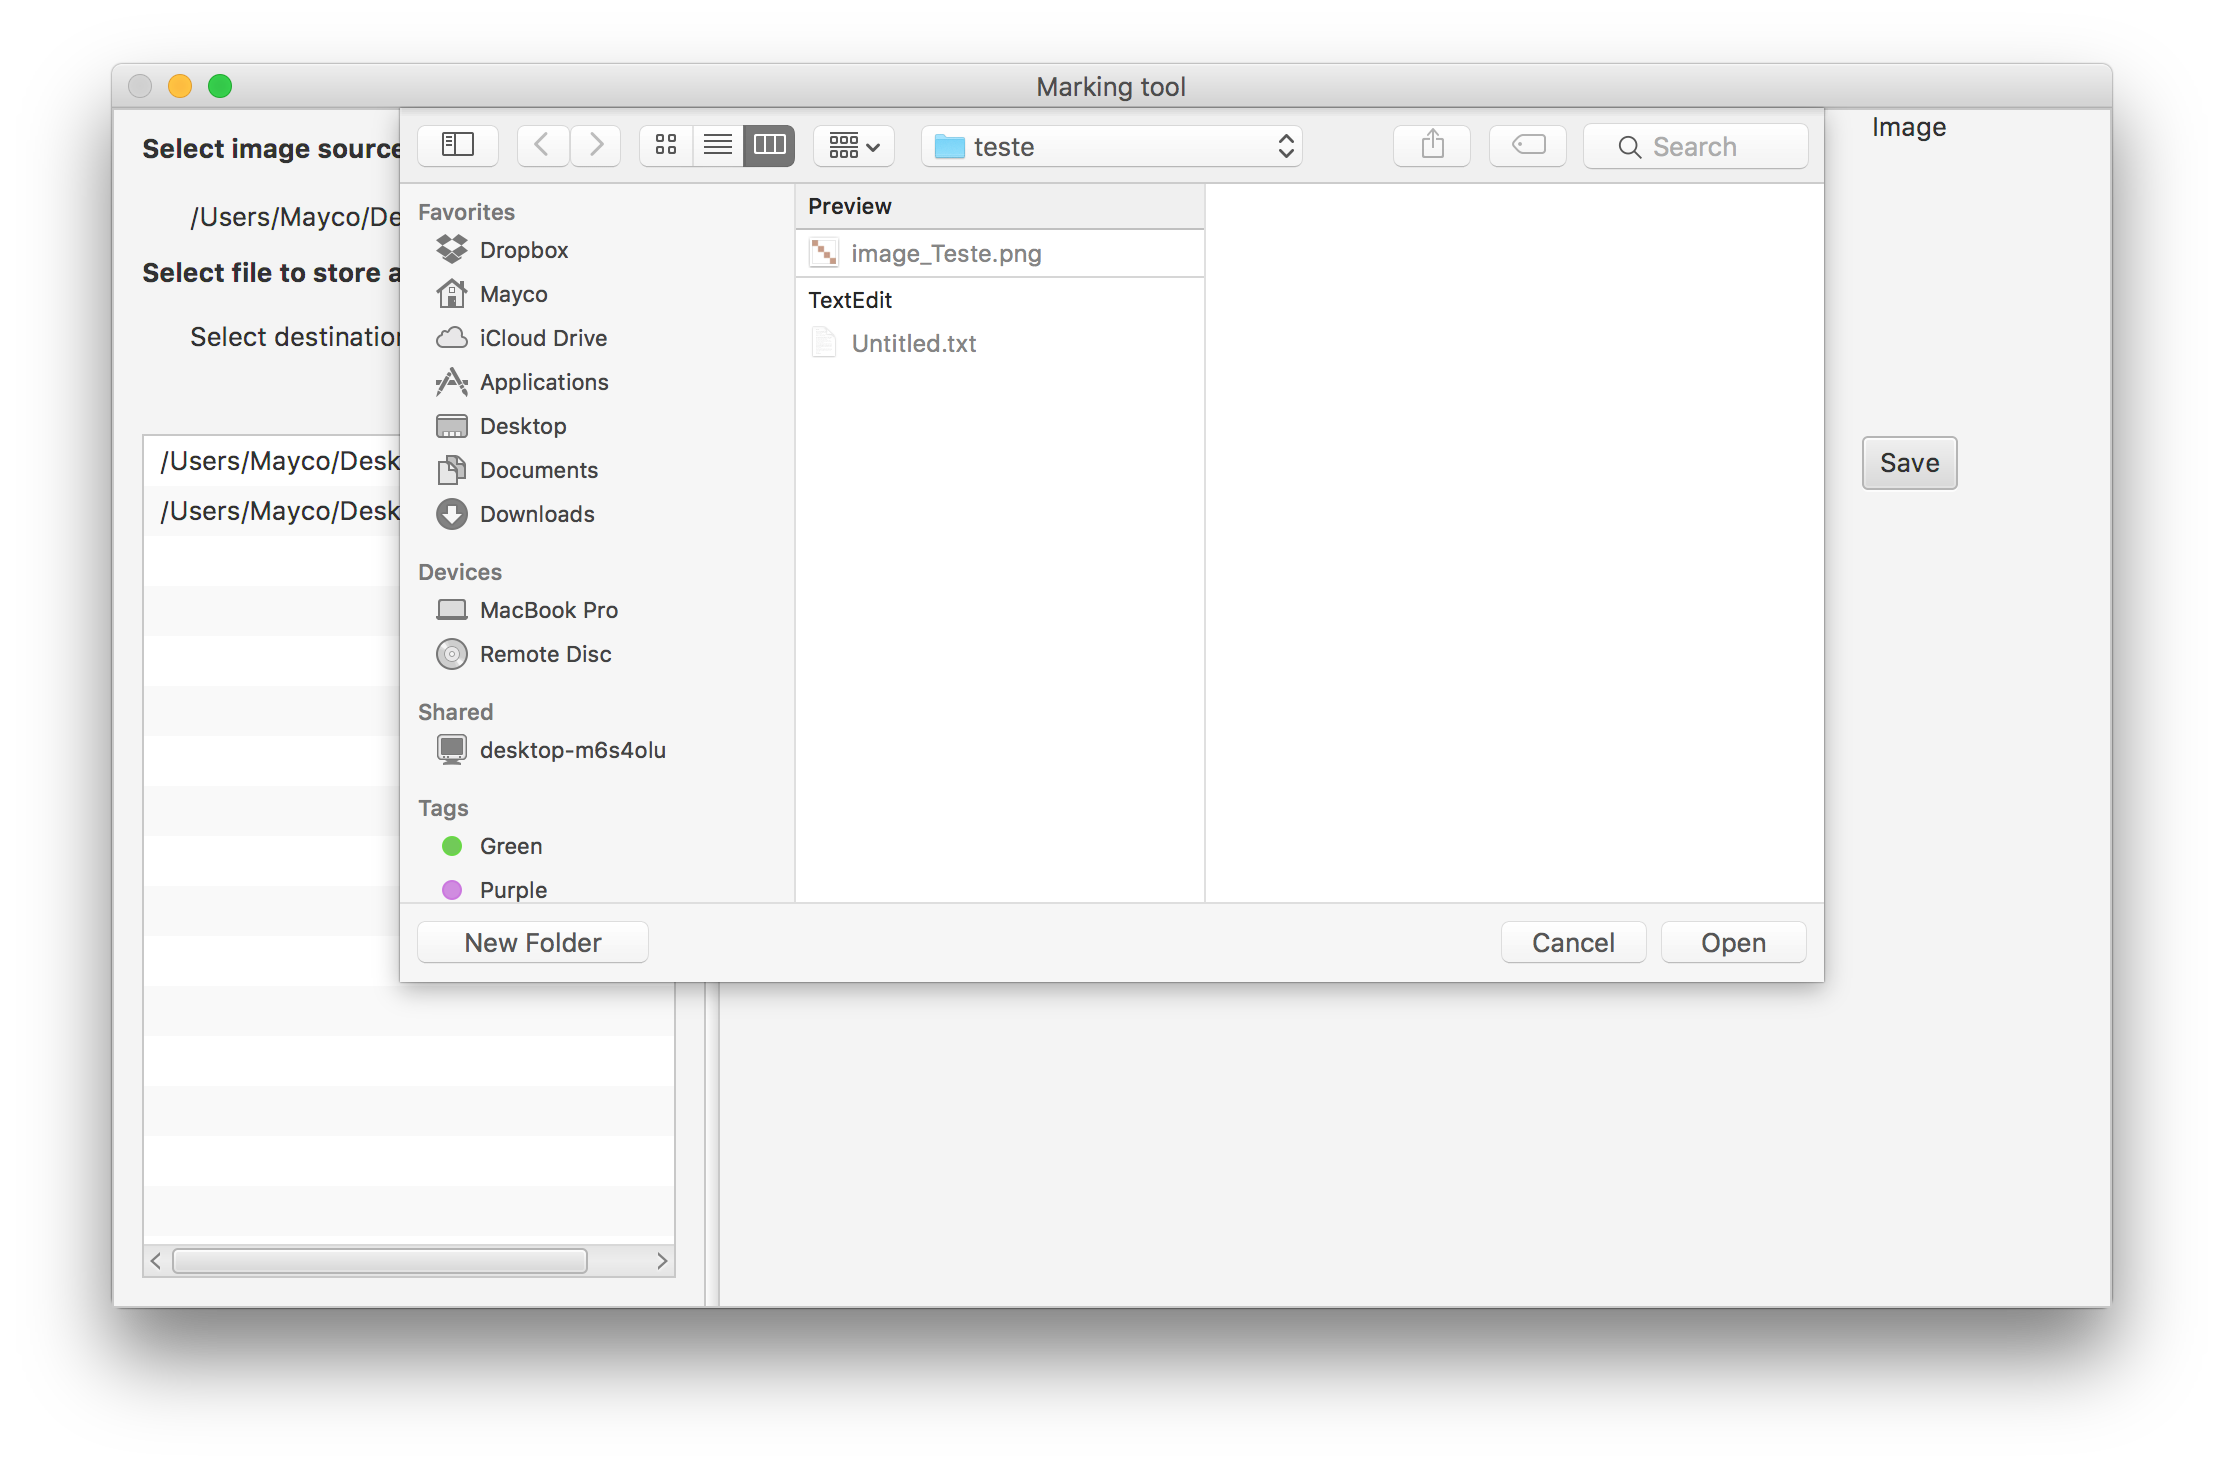 Marking tool
Select image source
/Users/Mayco/De
Select file to store a
Select destination
/Users/Mayco/Desk
/Users/Mayco/Desk
teste
Search
Favorites
Dropbox
Mayco
iCloud Drive
Applications
Desktop
Documents
Downloads
Devices
MacBook Pro
Remote Disc
Shared
desktop-m6s4olu
Tags
Green
Purple
Preview
image_Teste.png
TextEdit
Untitled.txt
New Folder
Cancel
Open
Image
Save